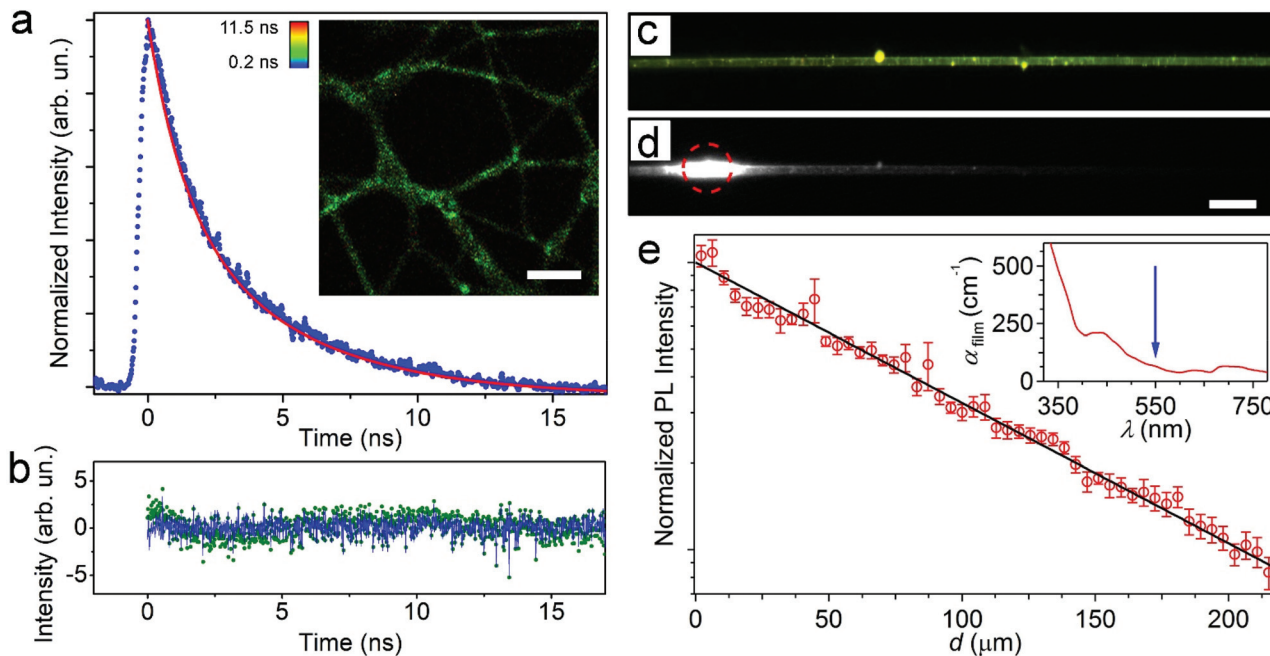 a
Normalized Intensity (arb. un.)
11.5 ns
0.2 ns
0 5 10 15
Time (ns)
b
Intensity (arb. un.)
5
0
-5
0 5 10 15
Time (ns)
c
d
e
Normalized PL Intensity
0 50 100 150 200
d (μm)
α film (cm-1)
500
250
0
350 550 750
λ (nm)